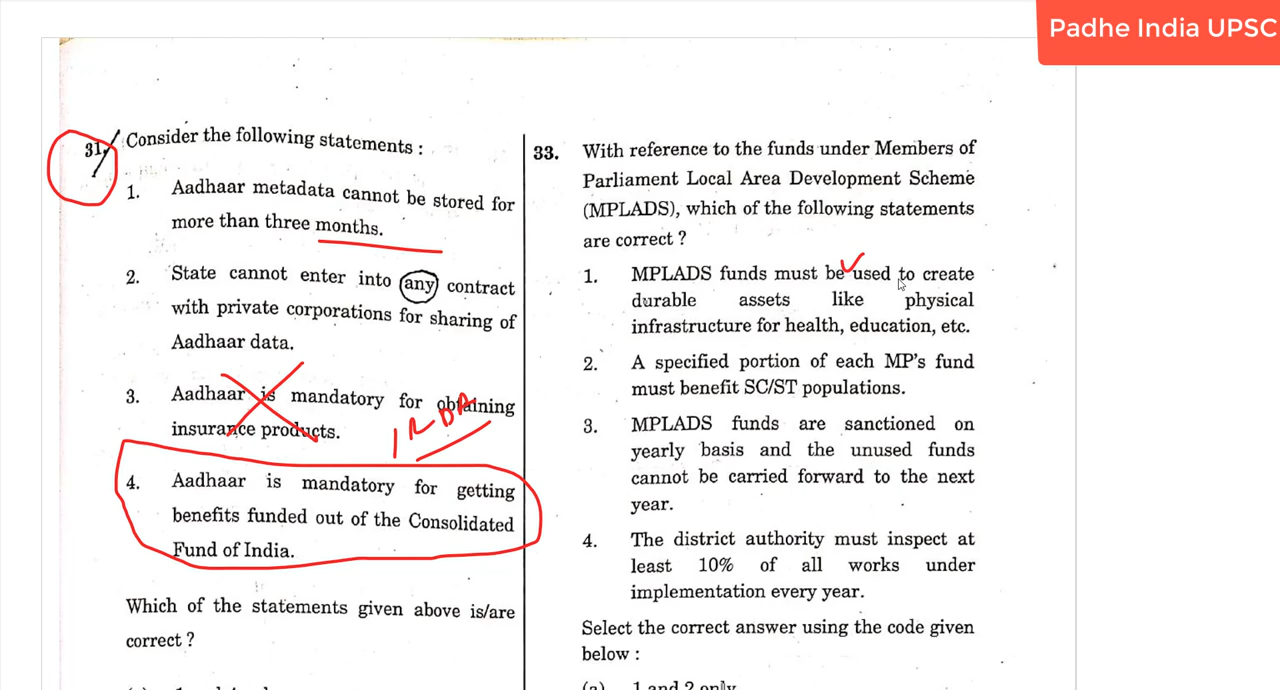 Padhe India UPSC
31.
Consider the following statements :
1. Aadhaar metadata cannot be stored for
more than three months.
2. State cannot enter into any contract
with private corporations for sharing of
Aadhaar data.
3. Aadhaar is mandatory for obtaining
insurance products.
IRDA
4. Aadhaar is mandatory for getting
benefits funded out of the Consolidated
Fund of India.
Which of the statements given above is/are
correct ?
33. With reference to the funds under Members of
Parliament Local Area Development Scheme
(MPLADS), which of the following statements
are correct ?
1. MPLADS funds must be used to create
durable assets like physical
infrastructure for health, education, etc.
2. A specified portion of each MP's fund
must benefit SC/ST populations.
3. MPLADS funds are sanctioned on
yearly basis and the unused funds
cannot be carried forward to the next
year.
4. The district authority must inspect at
least 10% of all works under
implementation every year.
Select the correct answer using the code given
below :
(a) 1 and 2 only